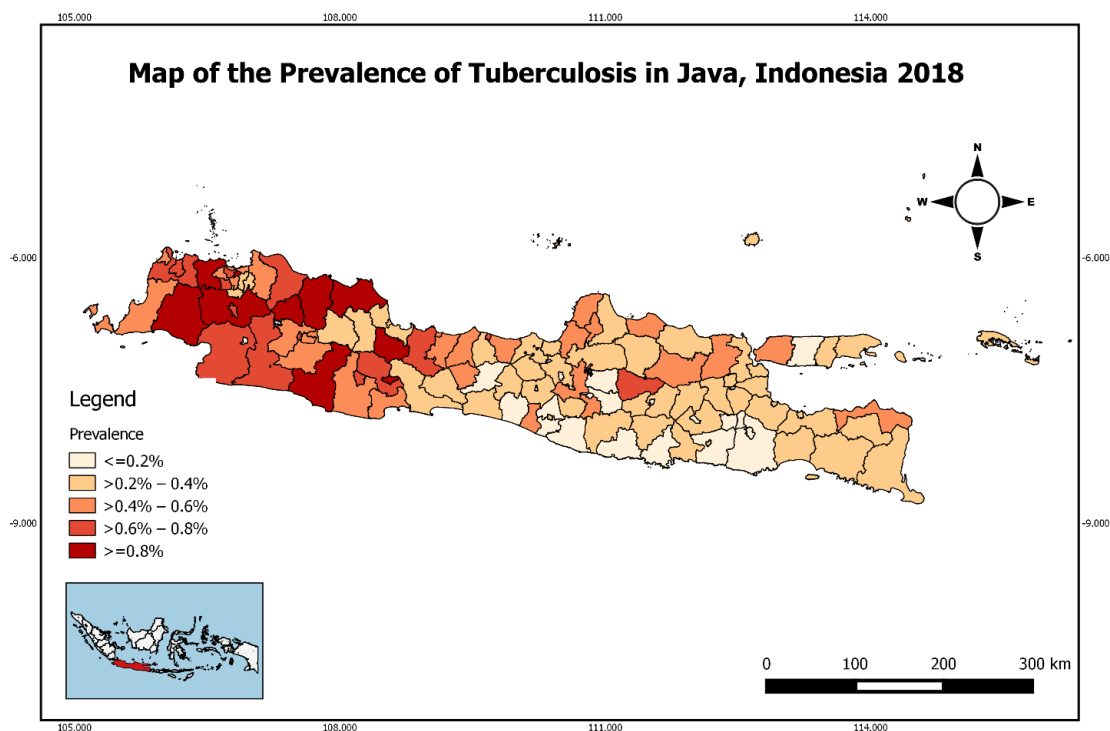 105.000 108.000 111.000 114.000
Map of the Prevalence of Tuberculosis in Java, Indonesia 2018
N
W E
S
-6.000 -6.000
Legend
Prevalence
<=0.2%
>0.2% – 0.4%
>0.4% – 0.6%
>0.6% – 0.8%
>=0.8%
-9.000 -9.000
0 100 200 300 km
105.000 108.000 111.000 114.000